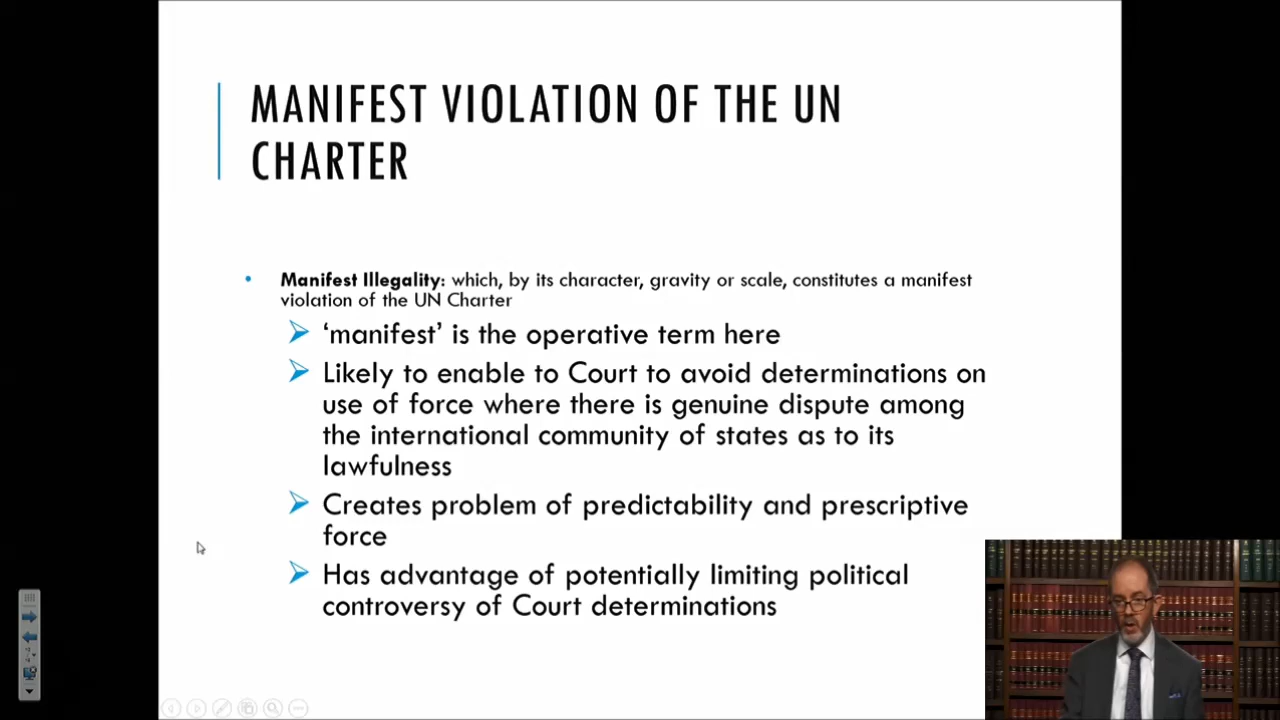 MANIFEST VIOLATION OF THE UN
CHARTER
• Manifest Illegality: which, by its character, gravity or scale, constitutes a manifest
violation of the UN Charter
➢ ‘manifest’ is the operative term here
➢ Likely to enable to Court to avoid determinations on
use of force where there is genuine dispute among
the international community of states as to its
lawfulness
➢ Creates problem of predictability and prescriptive
force
➢ Has advantage of potentially limiting political
controversy of Court determinations